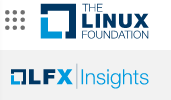 THE
LINUX
FOUNDATION
LFX | Insights